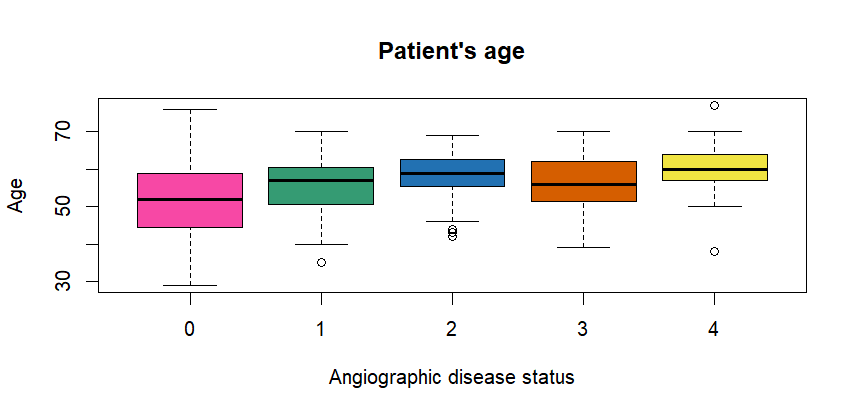 Patient's age
Age
70
50
30
0 1 2 3 4
Angiographic disease status